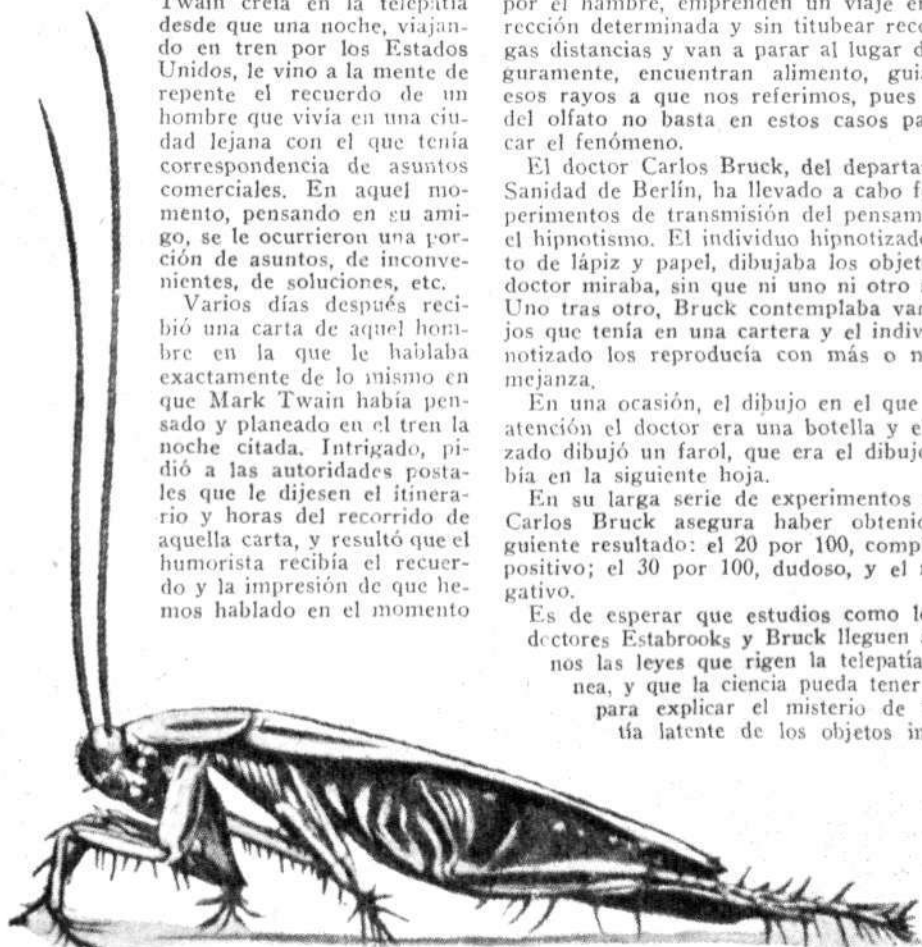 Twain creía en la telepatía
desde que una noche, viajan-
do en tren por los Estados
Unidos, le vino a la mente de
repente el recuerdo de un
hombre que vivía en una ciu-
dad lejana con el que tenía
correspondencia de asuntos
comerciales. En aquel mo-
mento, pensando en su ami-
go, se le ocurrieron una por-
ción de asuntos, de inconve-
nientes, de soluciones, etc.
Varios días después reci-
bió una carta de aquel hom-
bre en la que le hablaba
exactamente de lo mismo en
que Mark Twain había pen-
sado y planeado en el tren la
noche citada. Intrigado, pi-
dió a las autoridades posta-
les que le dijesen el itinera-
rio y horas del recorrido de
aquella carta, y resultó que el
humorista recibía el recuer-
do y la impresión de que he-
mos hablado en el momento
por el hambre, emprenden un viaje en
rección determinada y sin titubear reco
gas distancias y van a parar al lugar d
guramente, encuentran alimento, guia
esos rayos a que nos referimos, pues
del olfato no basta en estos casos pa
car el fenómeno.
El doctor Carlos Bruck, del departa
Sanidad de Berlín, ha llevado a cabo
perimentos de transmisión del pensam
el hipnotismo. El individuo hipnotizado
to de lápiz y papel, dibujaba los objet
doctor miraba, sin que ni uno ni otro
Uno tras otro, Bruck contemplaba var
jos que tenía en una cartera y el indiv
notizado los reproducía con más o m
mejanza,
En una ocasión, el dibujo en el que
atención el doctor era una botella y e
zado dibujó un farol, que era el dibujo
bía en la siguiente hoja.
En su larga serie de experimentos
Carlos Bruck asegura haber obtenid
guiente resultado: el 20 por 100, comp
positivo; el 30 por 100, dudoso, y el
gativo.
Es de esperar que estudios como l
doctores Estabrooks y Bruck lleguen
nos las leyes que rigen la telepatía
nea, y que la ciencia pueda tener
para explicar el misterio de
tía latente de los objetos in